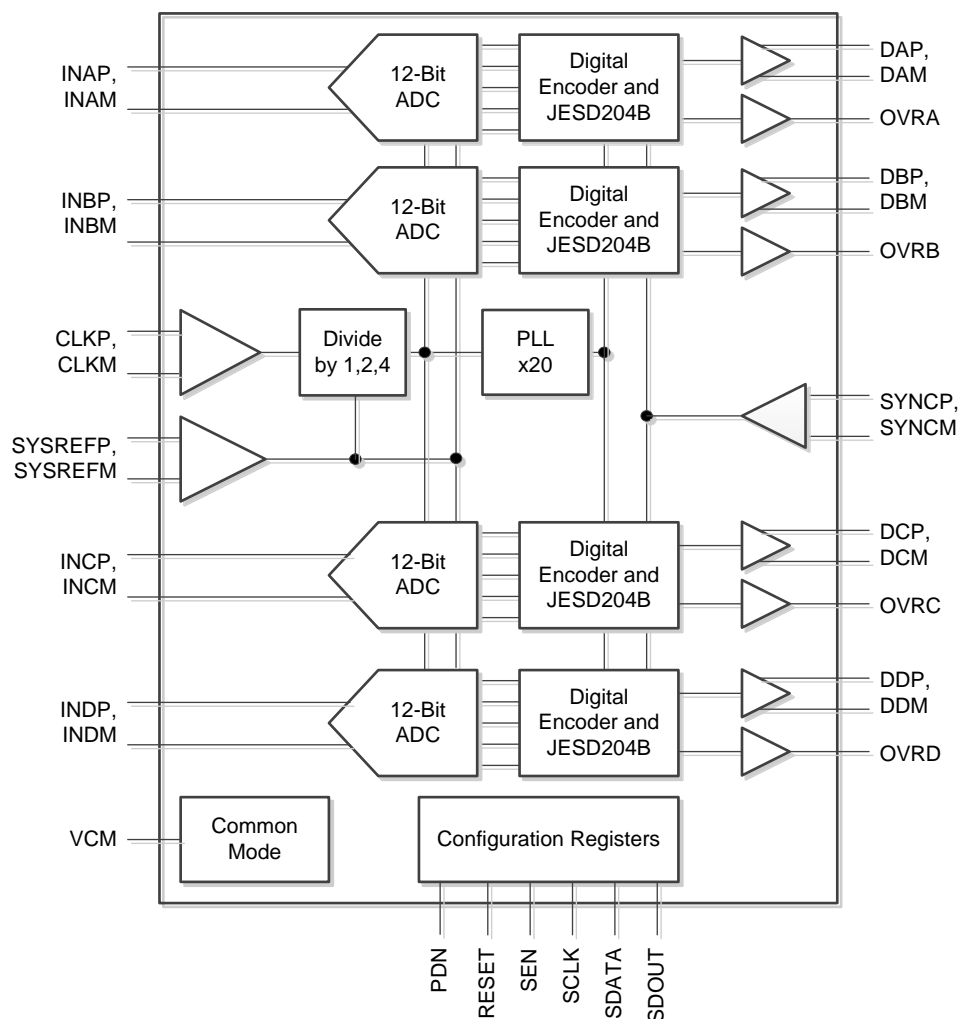 INAP,
INAM
12-Bit
ADC
Digital
Encoder and
JESD204B
DAP,
DAM
OVRA
INBP,
INBM
12-Bit
ADC
Digital
Encoder and
JESD204B
DBP,
DBM
OVRB
CLKP,
CLKM
Divide
by 1,2,4
PLL
x20
SYNCP,
SYNCM
SYSREFP,
SYSREFM
INCP,
INCM
12-Bit
ADC
Digital
Encoder and
JESD204B
DCP,
DCM
OVRC
INDP,
INDM
12-Bit
ADC
Digital
Encoder and
JESD204B
DDP,
DDM
OVRD
VCM
Common
Mode
Configuration Registers
PDN
RESET
SEN
SCLK
SDATA
SDOUT